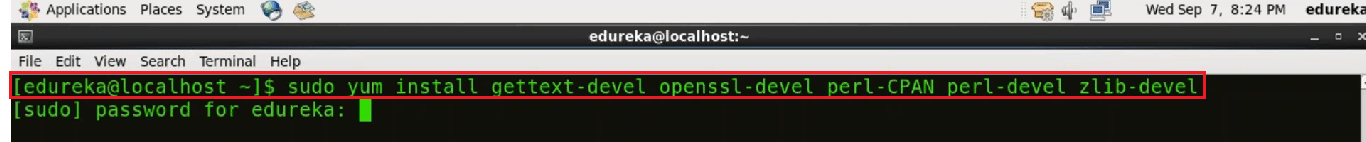 Applications Places System Wed Sep 7, 8:24 PM edureka
edureka@localhost:~
File Edit View Search Terminal Help
[edureka@localhost ~]$ sudo yum install gettext-devel openssl-devel perl-CPAN perl-devel zlib-devel
[sudo] password for edureka: